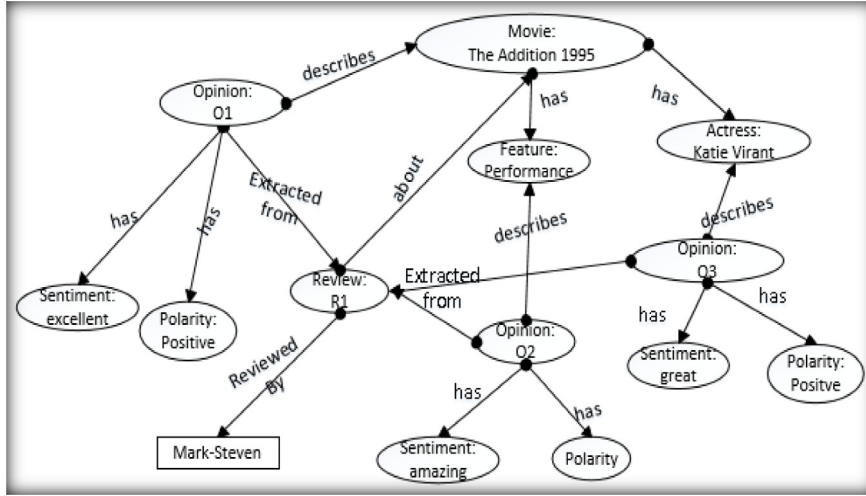 Movie:
The Addition 1995
describes
Opinion:
O1
has
has
Actress:
Katie Virant
Feature:
Performance
about
Extracted
from
has
has
describes
describes
Opinion:
O3
Review:
R1
Extracted
from
Sentiment:
excellent
Polarity:
Positive
has
has
Opinion:
O2
Sentiment:
great
Polarity:
Positve
Reviewed
By
has
has
Mark-Steven
Sentiment:
amazing
Polarity